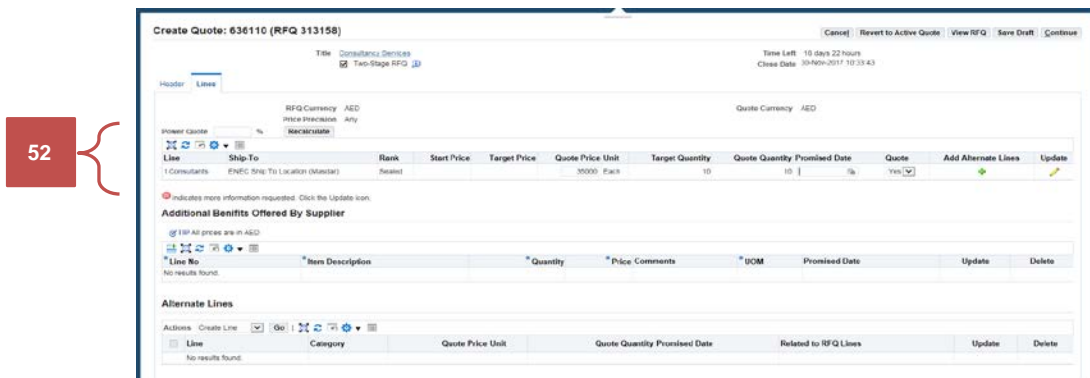 Create Quote: 636110 (RFQ 313158)
Cancel Revert to Active Quote View RFQ Save Draft Continue
Title Consultancy Services
Time Left 10 days 22 hours
Two-Stage RFQ
Close Date 30-Nov-2017 10:33:43
Header Lines
RFQ Currency AED
Quote Currency AED
Price Precision Any
Power Quote % Recalculate
52
Line Ship-To Rank Start Price Target Price Quote Price Unit Target Quantity Quote Quantity Promised Date Quote Add Alternate Lines Update
1 Consultants ENEC Ship To Location (Masdar) Sealed 35000 Each 10 10 Yes
Indicates more information requested. Click the Update icon.
Additional Benifits Offered By Supplier
TIP All prices are in AED
*Line No *Item Description *Quantity *Price Comments *UOM Promised Date Update Delete
No results found.
Alternate Lines
Actions Create Line Go
Line Category Quote Price Unit Quote Quantity Promised Date Related to RFQ Lines Update Delete
No results found.